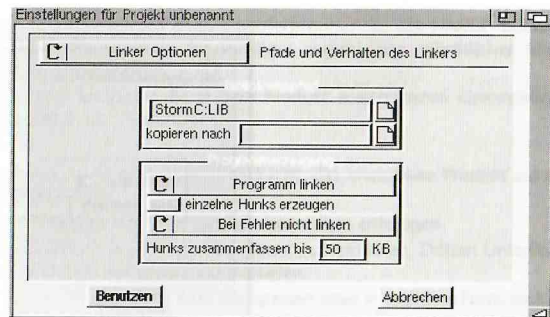 Einstellungen für Projekt unbenannt
Linker Optionen Pfade und Verhalten des Linkers
StormC:LIB
kopieren nach
Programm linken
einzelne Hunks erzeugen
Bei Fehler nicht linken
Hunks zusammenfassen bis 50 KB
Benutzen Abbrechen